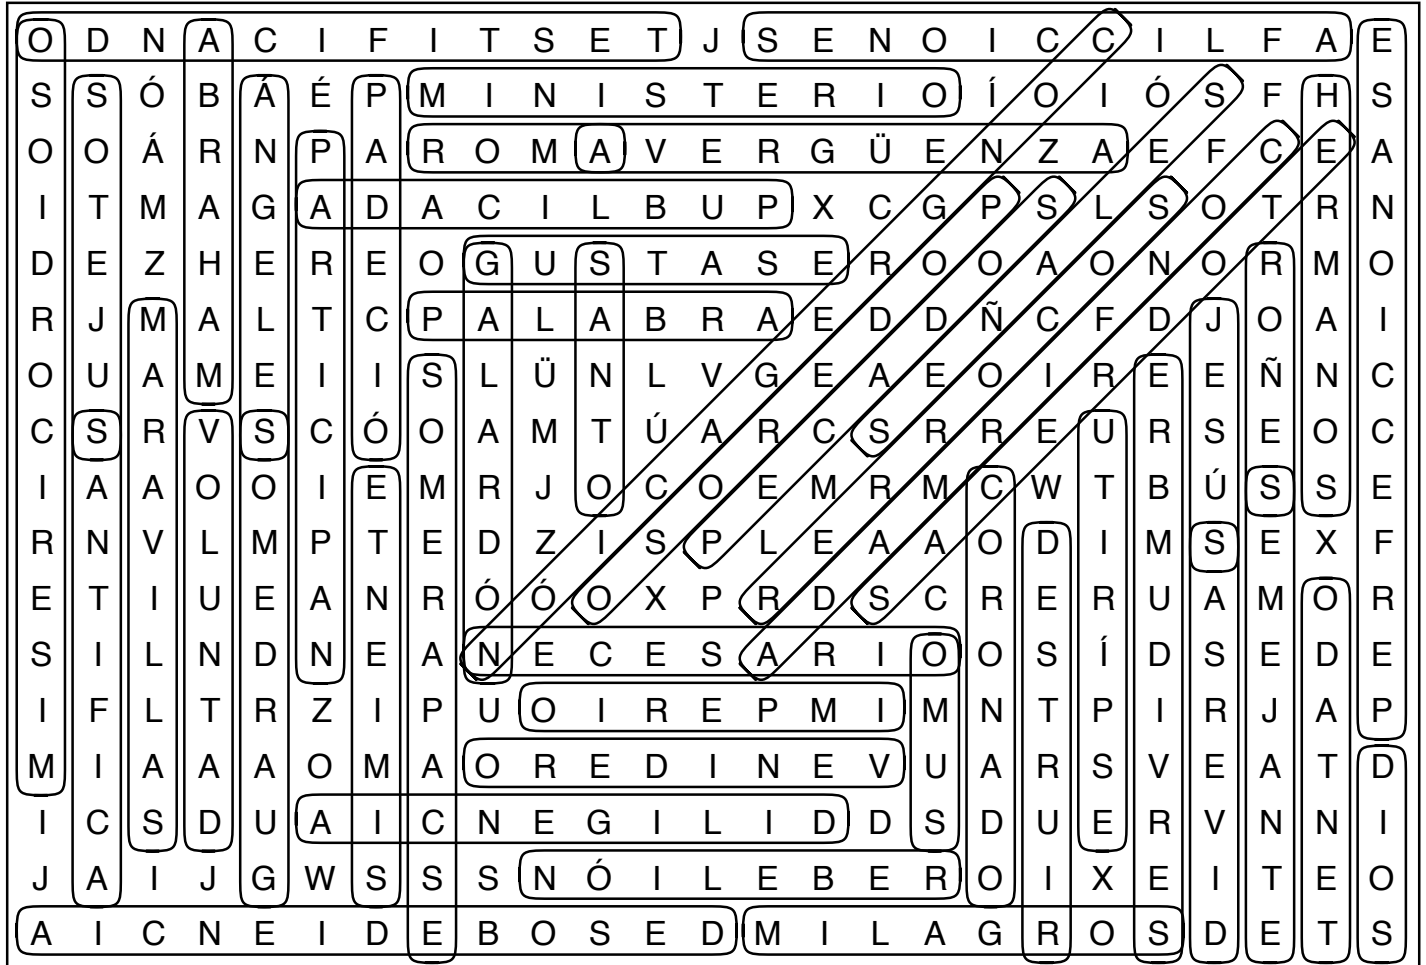 O D N A C I F I T S E T J S E N O I C C I L F A E
S S Ó B Á É P M I N I S T E R I O Í O I Ó S F H S
O O Á R N P A R O M A V E R G Ü E N Z A E F C E A
I T M A G A D A C I L B U P X C G P S L S O T R N
D E Z H E R E O G U S T A S E R O O A O N O R M O
R J M A L T C P A L A B R A E D D Ñ C F D J O A I
O U A M E I I S L Ü N L V G E A E O I R E E Ñ N C
C S R V S C Ó O A M T Ú A R C S R R E U R S E O C
I A A O O I E M R J O C O E M R M C W T B Ú S S E
R N V L M P T E D Z I S P L E A A O D I M S E X F
E T I U E A N R Ó Ó O X P R D S C R E R U A M O R
S I L N D N E A N E C E S A R I O O S Í D S E D E
I F L T R Z I P U O I R E P M I M N T P I R J A P
M I A A A O M A O R E D I N E V U A R S V E A T D
I C S D U A I C N E G I L I D D S D U E R V N N I
J A I J G W S S S N Ó I L E B E R O I X E I T E O
A I C N E I D E B O S E D M I L A G R O S D E T S